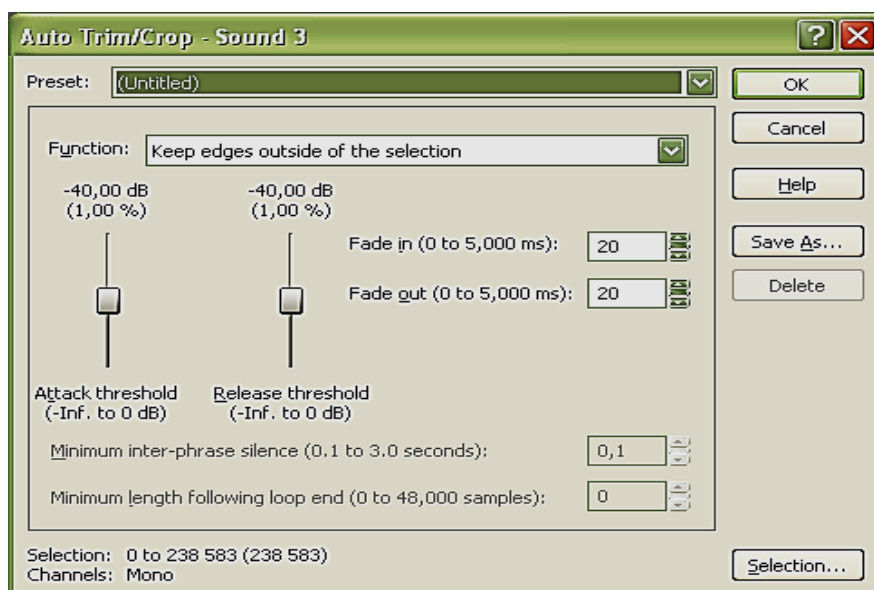 Auto Trim/Crop - Sound 3
Preset: (Untitled)
OK
Cancel
Function: Keep edges outside of the selection
Help
-40,00 dB -40,00 dB
(1,00 %) (1,00 %)
Save As...
Fade in (0 to 5,000 ms): 20
Delete
Fade out (0 to 5,000 ms): 20
Attack threshold Release threshold
(-Inf. to 0 dB) (-Inf. to 0 dB)
Minimum inter-phrase silence (0.1 to 3.0 seconds): 0,1
Minimum length following loop end (0 to 48,000 samples): 0
Selection: 0 to 238 583 (238 583)
Channels: Mono
Selection...